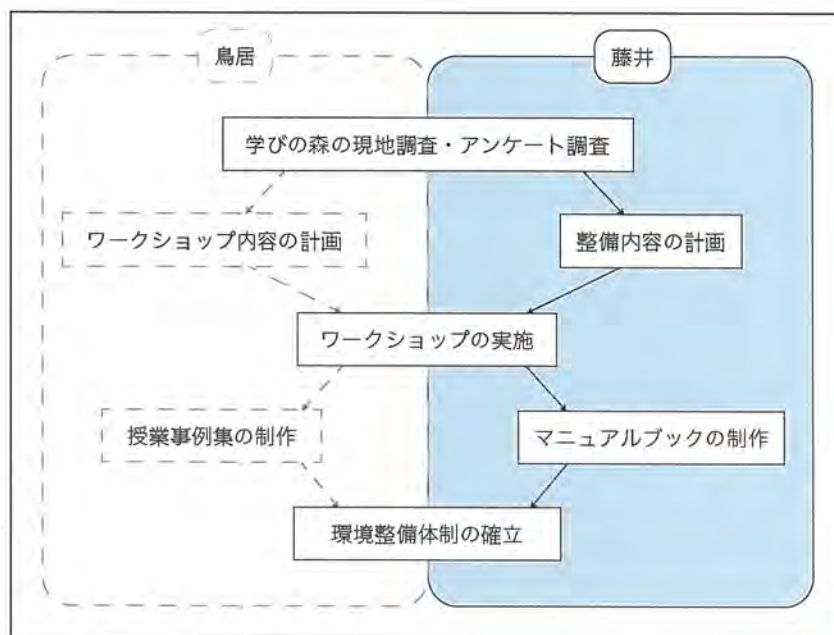 鳥居
藤井
学びの森の現地調査・アンケート調査
ワークショップ内容の計画
整備内容の計画
ワークショップの実施
授業事例集の制作
マニュアルブックの制作
環境整備体制の確立